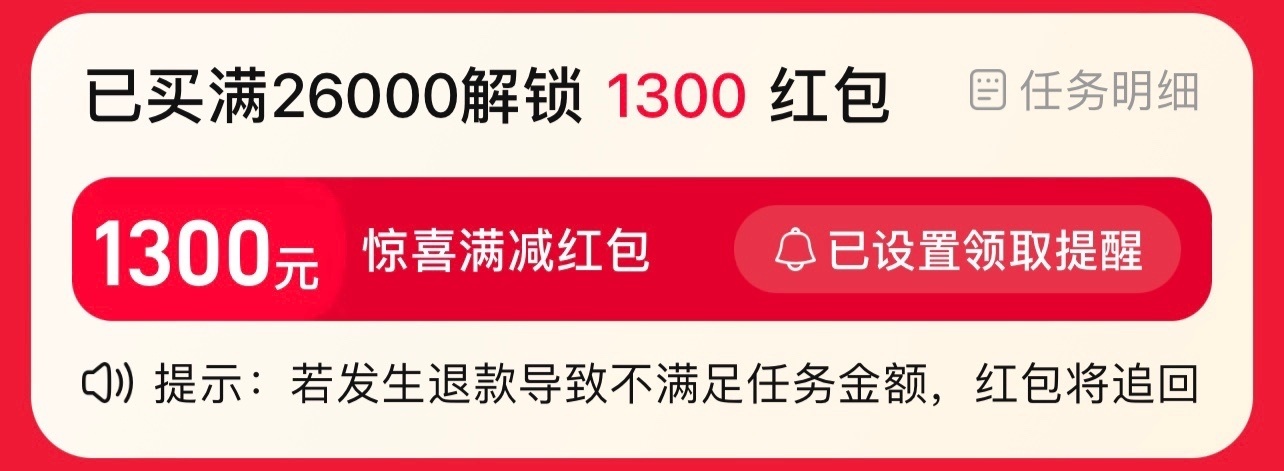 已买满26000解锁 1300 红包 任务明细
1300元 惊喜满减红包 已设置领取提醒
提示：若发生退款导致不满足任务金额，红包将追回